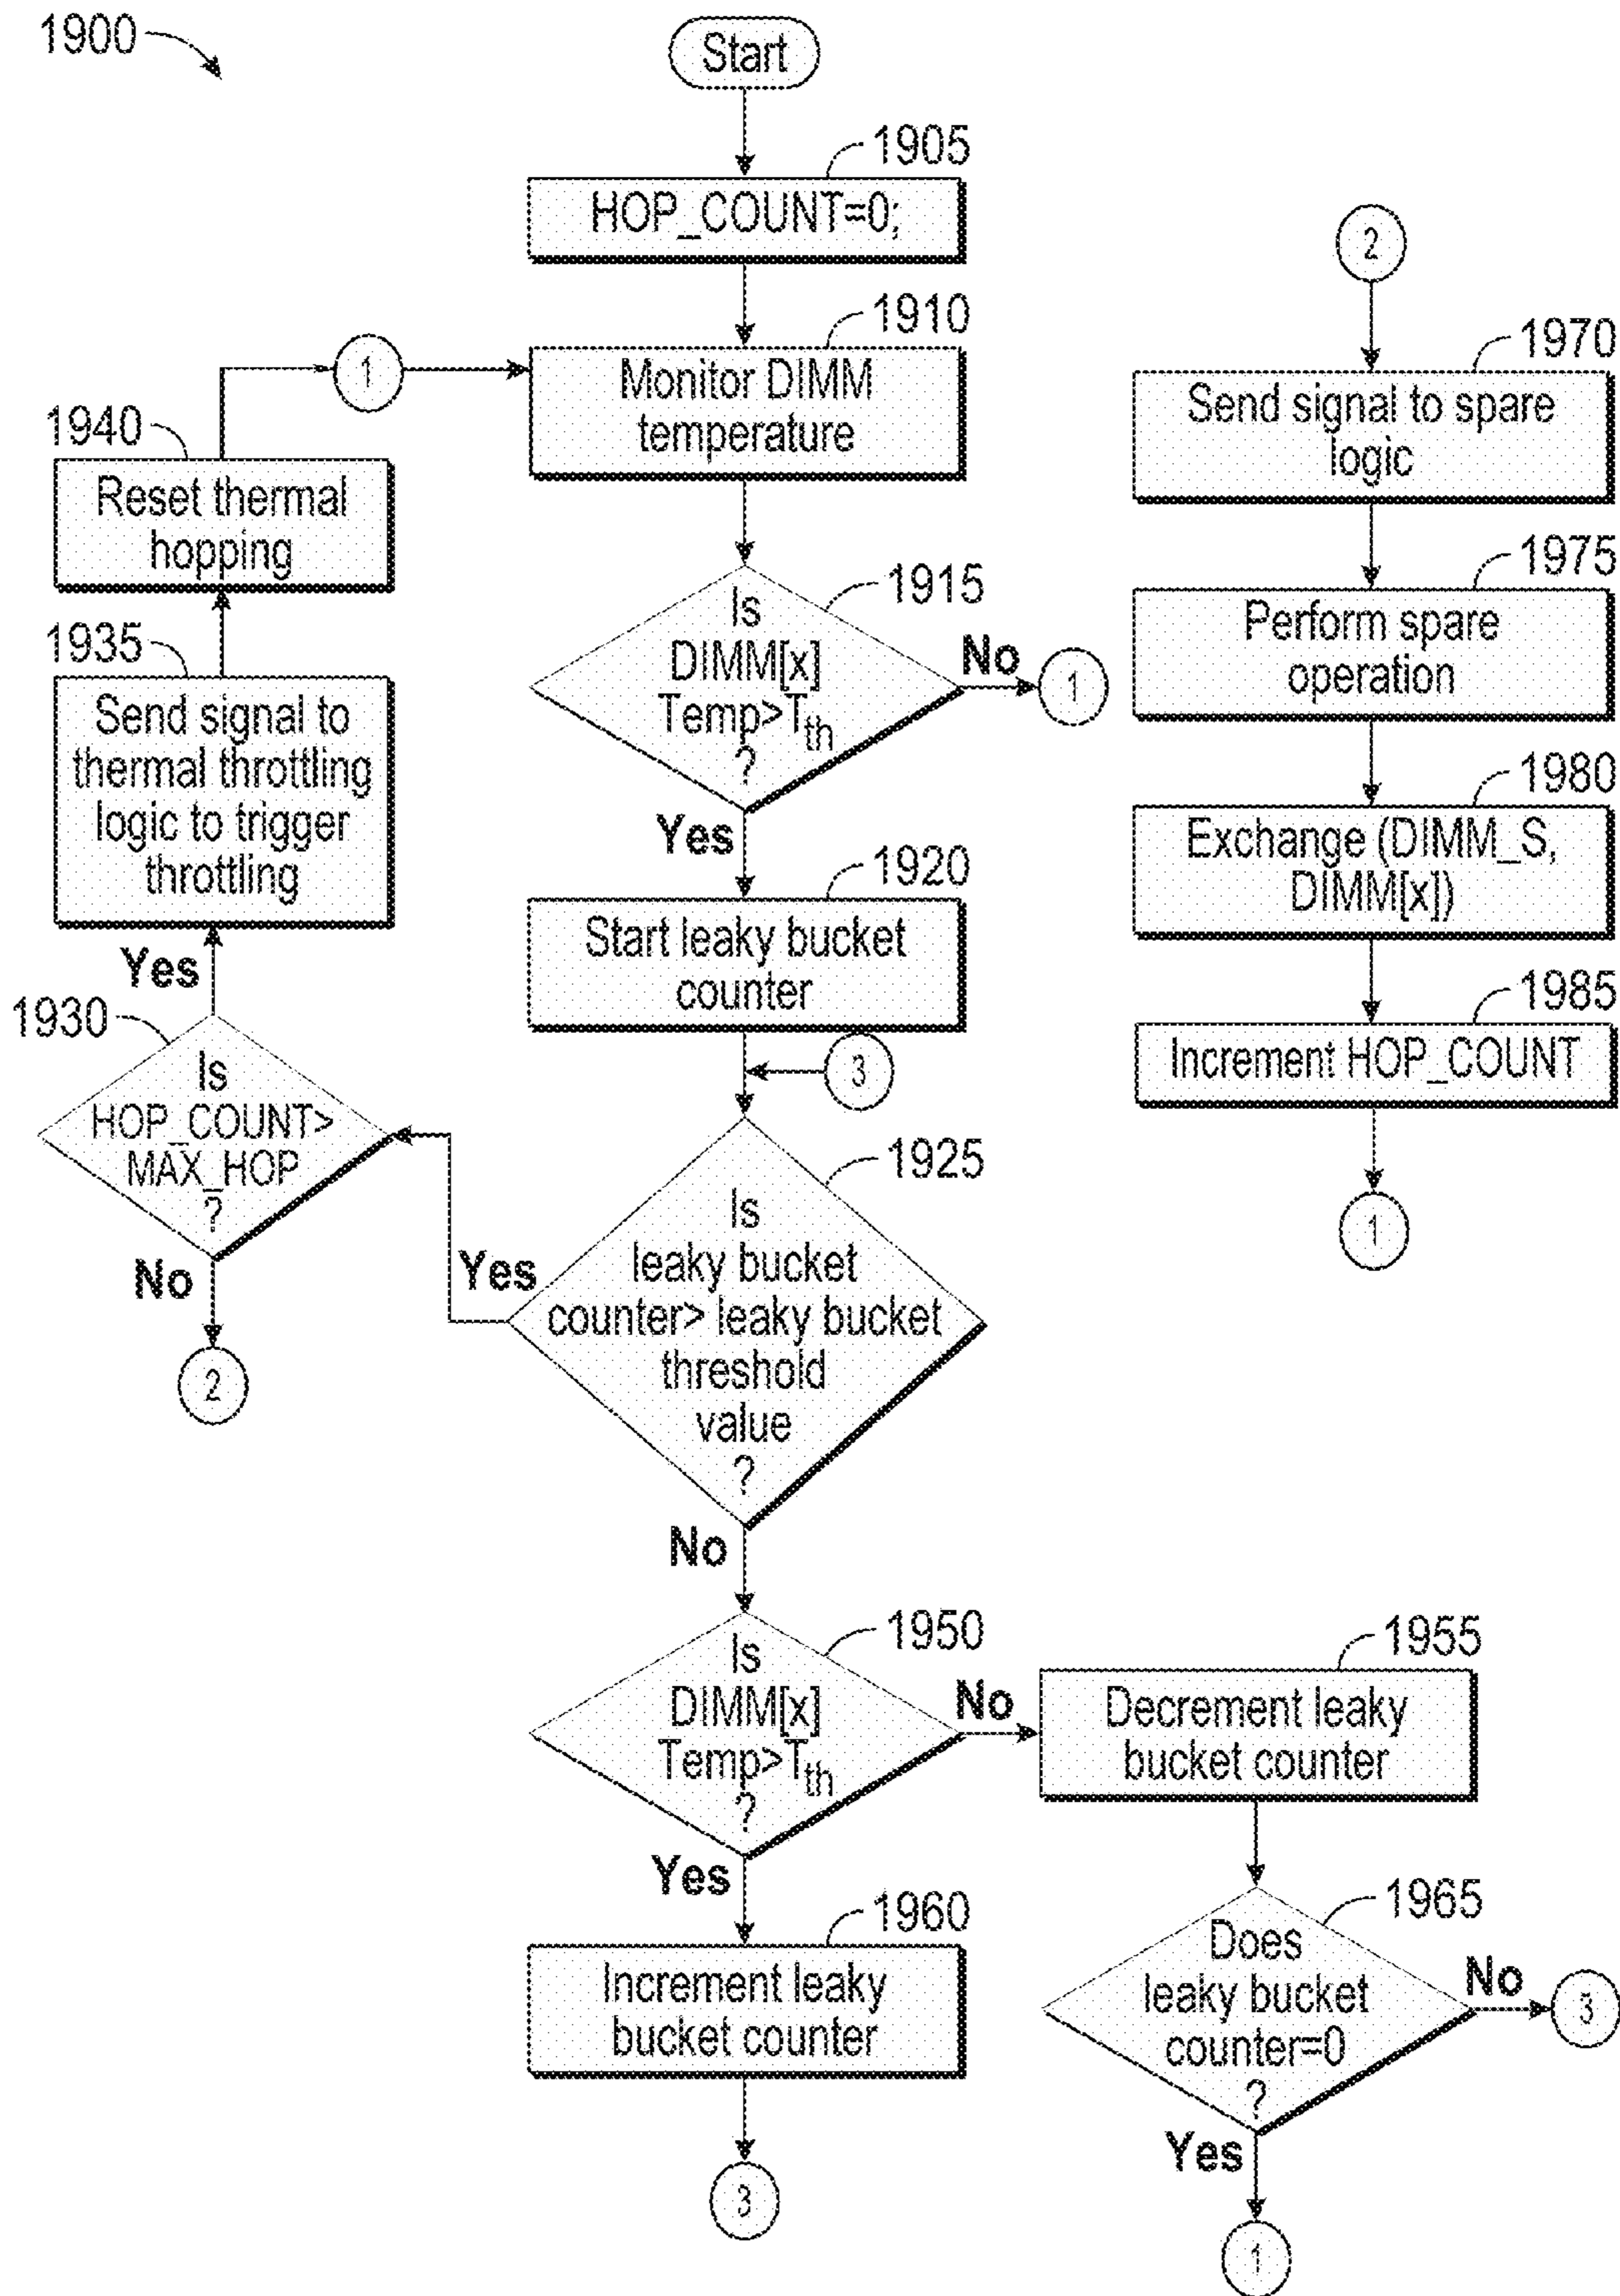 1900
Start
1905
HOP_COUNT=0;
1910
1
Monitor DIMM
temperature
1915
Is
DIMM[x]
Temp>Tth
?
No
1
Yes
1920
Start leaky bucket
counter
3
1925
Is
leaky bucket
counter> leaky bucket
threshold
value
?
Yes
1930
Is
HOP_COUNT>
MAX_HOP
?
Yes
1935
Send signal to
thermal throttling
logic to trigger
throttling
1940
Reset thermal
hopping
No
2
No
1950
Is
DIMM[x]
Temp>Tth
?
No
1955
Decrement leaky
bucket counter
Yes
1960
Increment leaky
bucket counter
3
1965
Does
leaky bucket
counter=0
?
No
3
Yes
1
2
1970
Send signal to spare
logic
1975
Perform spare
operation
1980
Exchange (DIMM_S,
DIMM[x])
1985
Increment HOP_COUNT
1